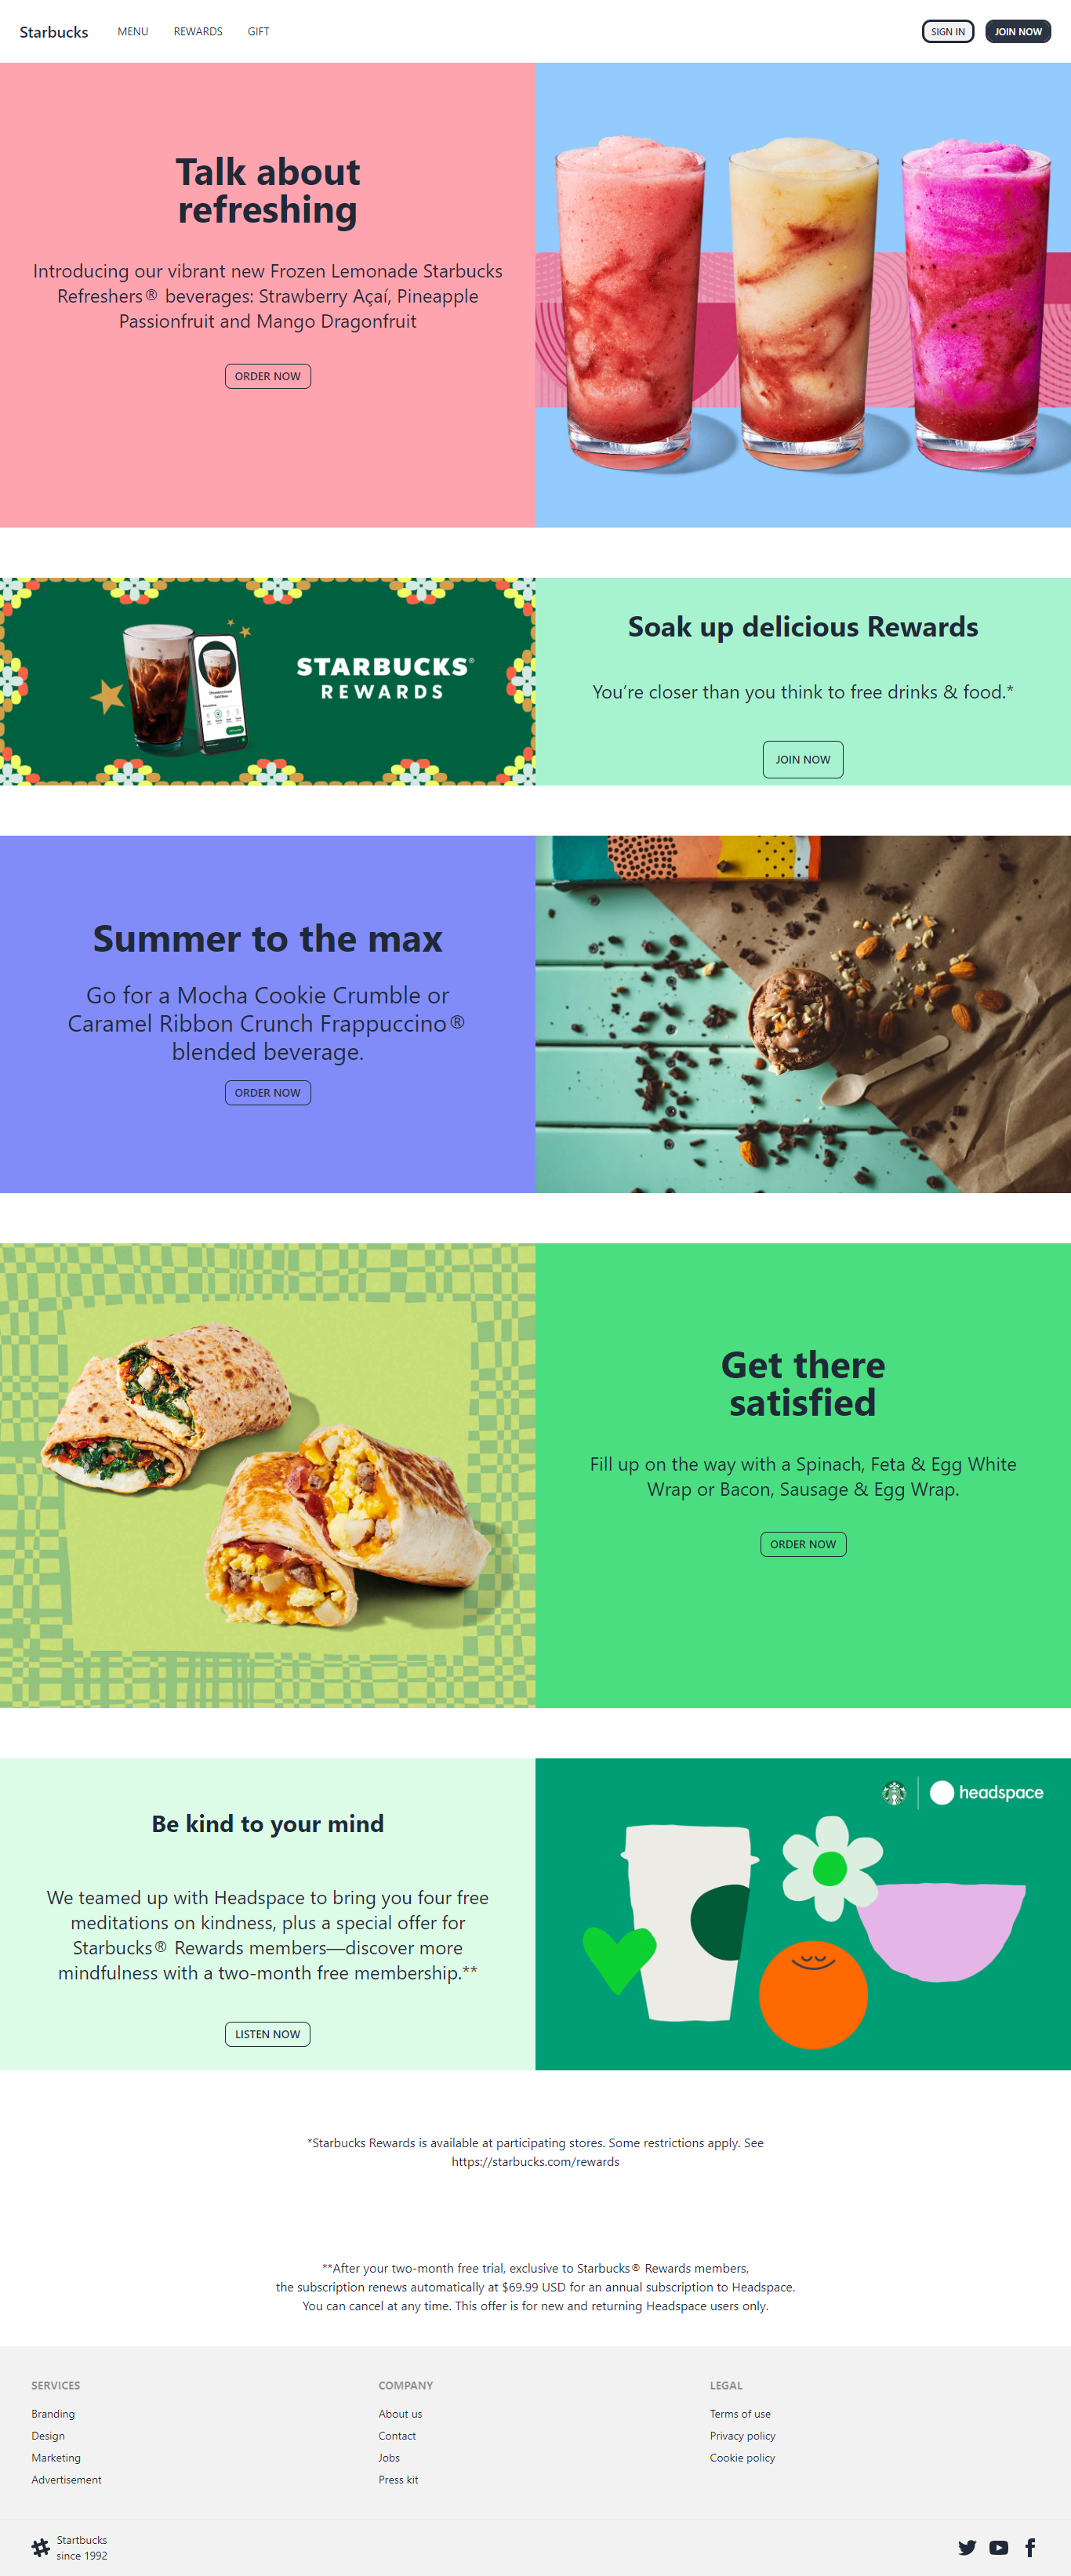 Starbucks
MENU
REWARDS
GIFT
SIGN IN
JOIN NOW
Talk about
refreshing
Introducing our vibrant new Frozen Lemonade Starbucks
Refreshers® beverages: Strawberry Açaí, Pineapple
Passionfruit and Mango Dragonfruit
ORDER NOW
STARBUCKS®
REWARDS
Soak up delicious Rewards
You’re closer than you think to free drinks & food.*
JOIN NOW
Summer to the max
Go for a Mocha Cookie Crumble or
Caramel Ribbon Crunch Frappuccino®
blended beverage.
ORDER NOW
Get there
satisfied
Fill up on the way with a Spinach, Feta & Egg White
Wrap or Bacon, Sausage & Egg Wrap.
ORDER NOW
Be kind to your mind
We teamed up with Headspace to bring you four free
meditations on kindness, plus a special offer for
Starbucks® Rewards members—discover more
mindfulness with a two-month free membership.**
LISTEN NOW
headspace
*Starbucks Rewards is available at participating stores. Some restrictions apply. See
https://starbucks.com/rewards
**After your two-month free trial, exclusive to Starbucks® Rewards members,
the subscription renews automatically at $69.99 USD for an annual subscription to Headspace.
You can cancel at any time. This offer is for new and returning Headspace users only.
SERVICES
Branding
Design
Marketing
Advertisement
COMPANY
About us
Contact
Jobs
Press kit
LEGAL
Terms of use
Privacy policy
Cookie policy
Startbucks
since 1992